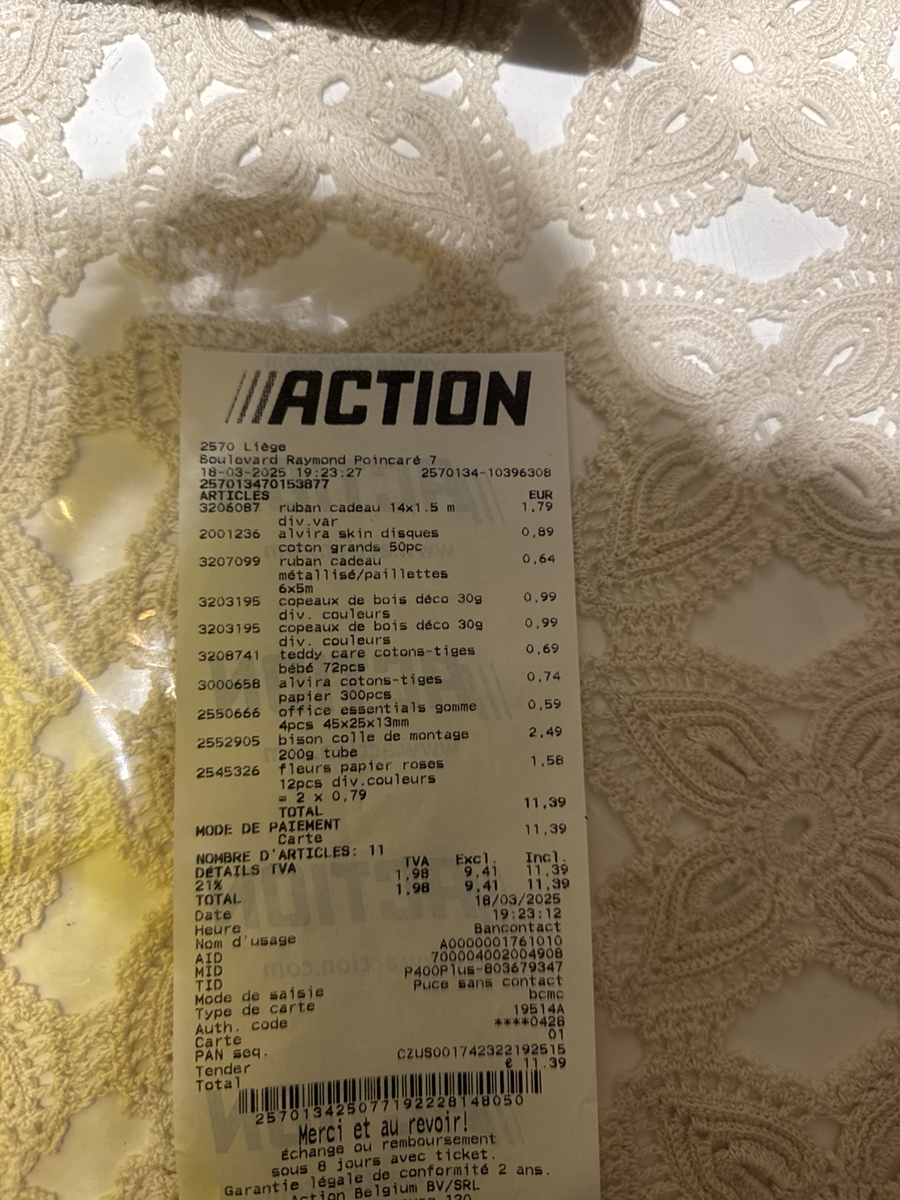 ///ACTION
2570 Liège
Boulevard Raymond Poincaré 7
18-03-2025 19:23:27 2570134-10396308
257013470153877
ARTICLES EUR
3206087 ruban cadeau 14x1.5 m 1,79
div.var
2001236 alvira skin disques 0,89
coton grands 50pc
3207099 ruban cadeau 0,64
métallisé/paillettes
6x5m
3203195 copeaux de bois déco 30g 0,99
div. couleurs
3203195 copeaux de bois déco 30g 0,99
div. couleurs
3208741 teddy care cotons-tiges 0,69
bébé 72pcs
3000658 alvira cotons-tiges 0,74
papier 300pcs
2550666 office essentials gomme 0,59
4pcs 45x25x13mm
2552905 bison colle de montage 2,49
200g tube
2545326 fleurs papier roses 1,58
12pcs div.couleurs
= 2 x 0,79
TOTAL 11,39
MODE DE PAIEMENT
Carte 11,39
NOMBRE D'ARTICLES: 11
DÉTAILS TVA TVA Excl. Incl.
21% 1,98 9,41 11,39
TOTAL 1,98 9,41 11,39
Date 18/03/2025
Heure 19:23:12
Nom d'usage Bancontact
AID A0000001761010
MID 700004002004908
TID P400Plus-803679347
Mode de saisie Puce sans contact
Type de carte bcmc
Auth. code 19514A
Carte ****0428
PAN seq. 01
Tender CZUS001742322192515
Total € 11.39
2570134250771922281480​50
Merci et au revoir!
Échange ou remboursement
sous 8 jours avec ticket.
Garantie légale de conformité 2 ans.
Action Belgium BV/SRL